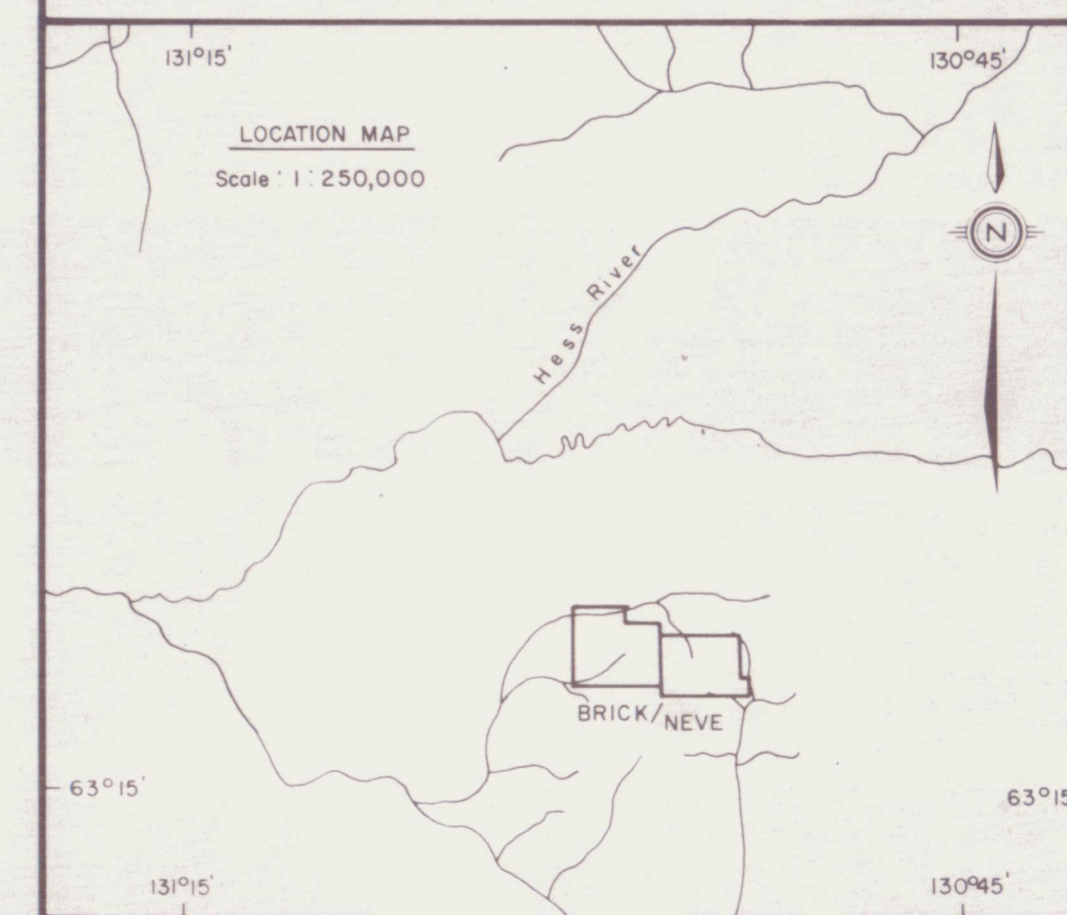 131°15'
130°45'
LOCATION MAP
Scale : 1 : 250,000
N
Hess River
BRICK/NEVE
63°15'
63°15
131°15'
130°45'